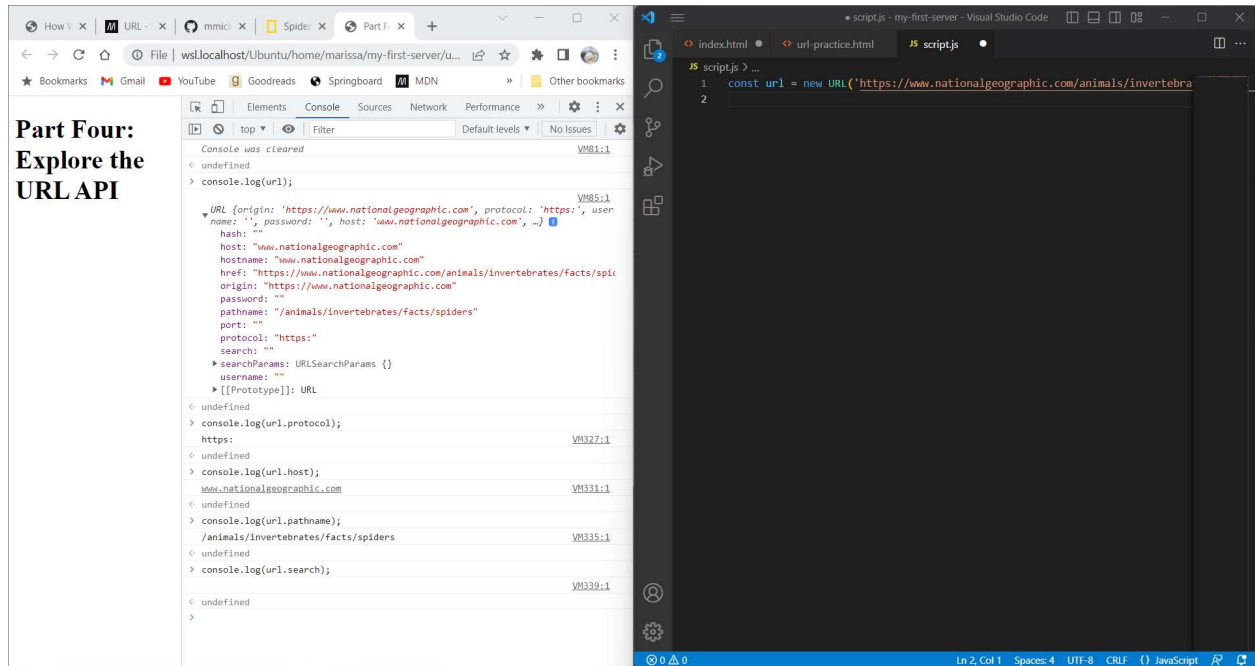 How V
URL -
mmick
Spider
Part Fo
File
wsl.localhost/Ubuntu/home/marissa/my-first-server/u...
Bookmarks
Gmail
YouTube
Goodreads
Springboard
MDN
»
Other bookmarks
Part Four:
Explore the
URL API
Elements Console Sources Network Performance »
top ▼ Filter Default levels ▼ No Issues
Console was cleared VM81:1
undefined
> console.log(url);
VM85:1
URL {origin: 'https://www.nationalgeographic.com', protocol: 'https:', user
name: '', password: '', host: 'www.nationalgeographic.com', …}
hash: ""
host: "www.nationalgeographic.com"
hostname: "www.nationalgeographic.com"
href: "https://www.nationalgeographic.com/animals/invertebrates/facts/spic
origin: "https://www.nationalgeographic.com"
password: ""
pathname: "/animals/invertebrates/facts/spiders"
port: ""
protocol: "https:"
search: ""
▶ searchParams: URLSearchParams {}
username: ""
▶ [[Prototype]]: URL
undefined
> console.log(url.protocol);
https: VM327:1
undefined
> console.log(url.host);
www.nationalgeographic.com VM331:1
undefined
> console.log(url.pathname);
/animals/invertebrates/facts/spiders VM335:1
undefined
> console.log(url.search);
VM339:1
undefined
>
● script.js - my-first-server - Visual Studio Code
index.html ●
url-practice.html
JS script.js ●
JS script.js > ...
1 const url = new URL('https://www.nationalgeographic.com/animals/invertebra
2
2
0 0 Ln 2, Col 1 Spaces: 4 UTF-8 CRLF {} JavaScript